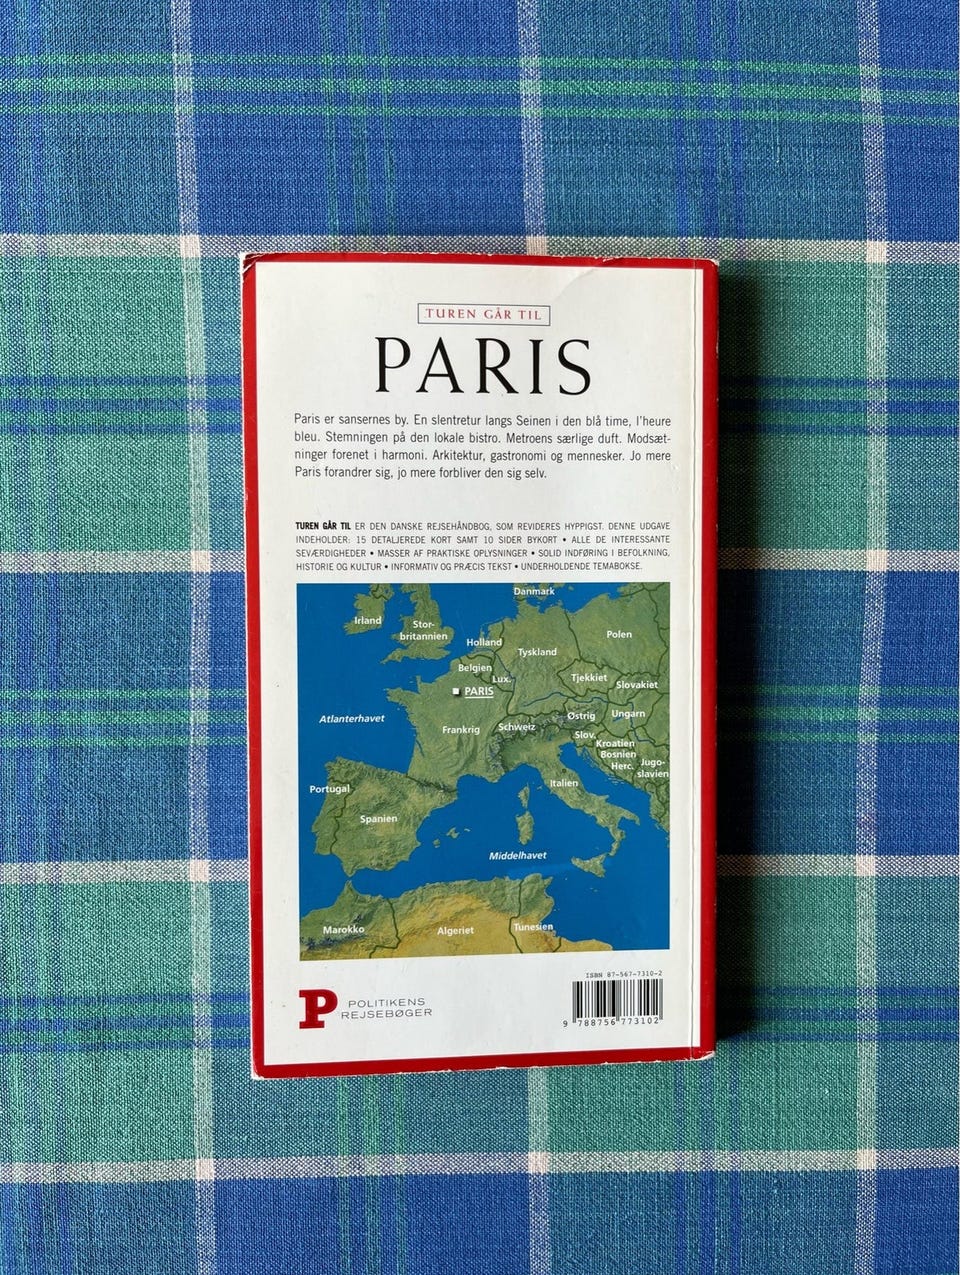 TUREN GÅR TIL
PARIS
Paris er sansernes by. En slentretur langs Seinen i den blå time, l'heure
bleu. Stemningen på den lokale bistro. Metroens særlige duft. Modsæt-
ninger forenet i harmoni. Arkitektur, gastronomi og mennesker. Jo mere
Paris forandrer sig, jo mere forbliver den sig selv.
TUREN GÅR TIL ER DEN DANSKE REJSEHÅNDBOG, SOM REVIDERES HYPPIGST. DENNE UDGAVE
INDEHOLDER: 15 DETALJEREDE KORT SAMT 10 SIDER BYKORT • ALLE DE INTERESSANTE
SEVÆRDIGHEDER • MASSER AF PRAKTISKE OPLYSNINGER • SOLID INDFØRING I BEFOLKNING,
HISTORIE OG KULTUR • INFORMATIV OG PRÆCIS TEKST • UNDERHOLDENDE TEMABOKSE.
Danmark
Irland
Stor-
britannien
Holland
Polen
Tyskland
Belgien
Lux.
Tjekkiet
Slovakiet
PARIS
Atlanterhavet
Frankrig
Schweiz
Østrig
Ungarn
Slov.
Kroatien
Bosnien
Herc.
Jugo-
slavien
Italien
Portugal
Spanien
Middelhavet
Marokko
Algeriet
Tunesien
P
POLITIKENS
REJSEBØGER
ISBN 87-567-7310-2
9 788756 773102